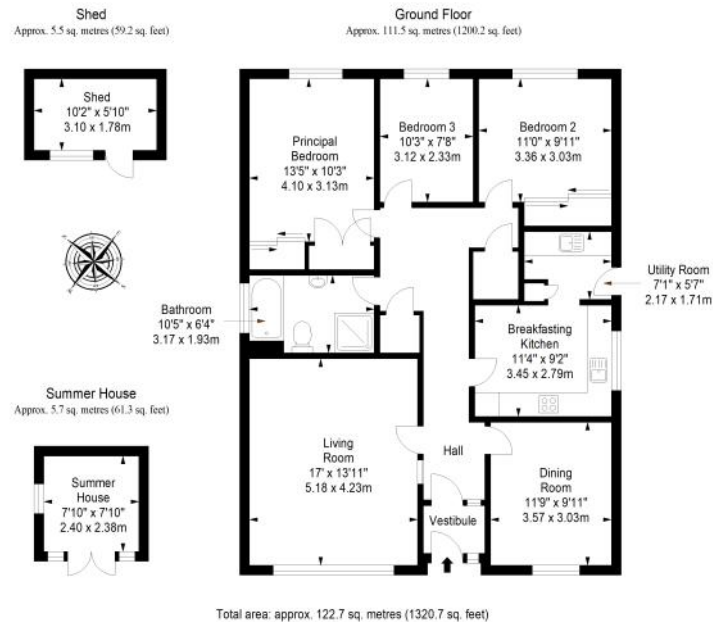 Shed
Approx. 5.5 sq. metres (59.2 sq. feet)
Ground Floor
Approx. 111.5 sq. metres (1200.2 sq. feet)
Shed
10'2" x 5'10"
3.10 x 1.78m
Principal
Bedroom
13'5" x 10'3"
4.10 x 3.13m
Bedroom 3
10'3" x 7'8"
3.12 x 2.33m
Bedroom 2
11'0" x 9'11"
3.36 x 3.03m
Utility Room
7'1" x 5'7"
2.17 x 1.71m
Bathroom
10'5" x 6'4"
3.17 x 1.93m
Breakfasting
Kitchen
11'4" x 9'2"
3.45 x 2.79m
Summer House
Approx. 5.7 sq. metres (61.3 sq. feet)
Summer
House
7'10" x 7'10"
2.40 x 2.38m
Living
Room
17' x 13'11"
5.18 x 4.23m
Hall
Dining
Room
11'9" x 9'11"
3.57 x 3.03m
Vestibule
Total area: approx. 122.7 sq. metres (1320.7 sq. feet)